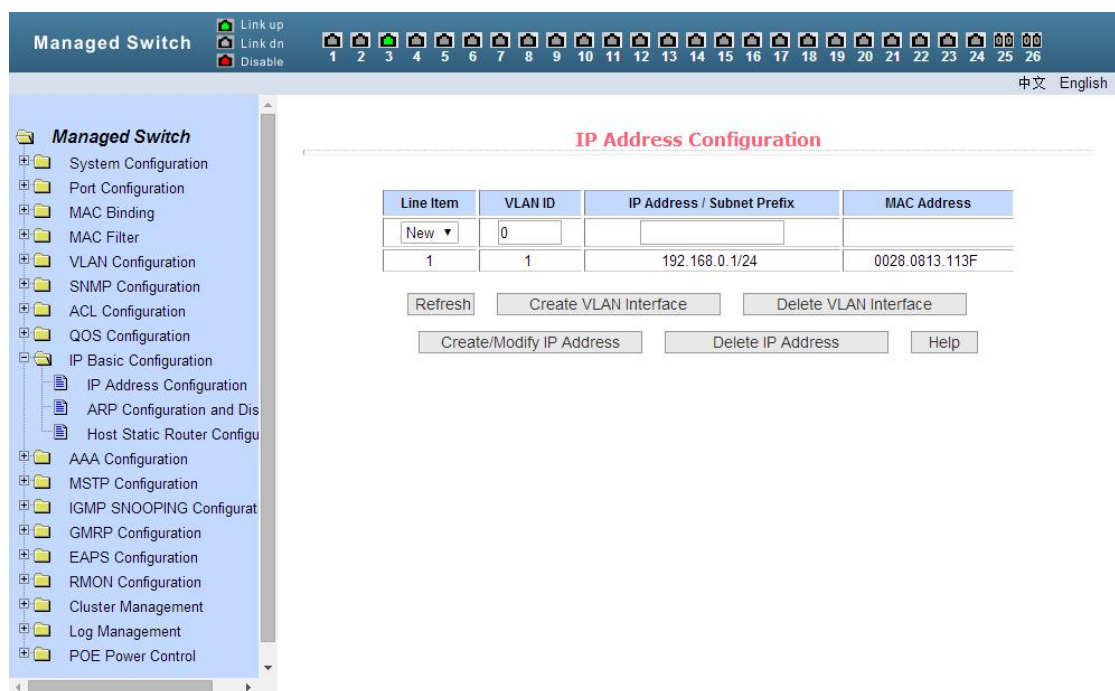 Managed Switch
Link up
Link dn
Disable
1 2 3 4 5 6 7 8 9 10 11 12 13 14 15 16 17 18 19 20 21 22 23 24 25 26
中文 English
Managed Switch
System Configuration
Port Configuration
MAC Binding
MAC Filter
VLAN Configuration
SNMP Configuration
ACL Configuration
QOS Configuration
IP Basic Configuration
IP Address Configuration
ARP Configuration and Dis
Host Static Router Configu
AAA Configuration
MSTP Configuration
IGMP SNOOPING Configurat
GMRP Configuration
EAPS Configuration
RMON Configuration
Cluster Management
Log Management
POE Power Control
IP Address Configuration
Line Item VLAN ID IP Address / Subnet Prefix MAC Address
New 0
1 1 192.168.0.1/24 0028.0813.113F
Refresh Create VLAN Interface Delete VLAN Interface
Create/Modify IP Address Delete IP Address Help